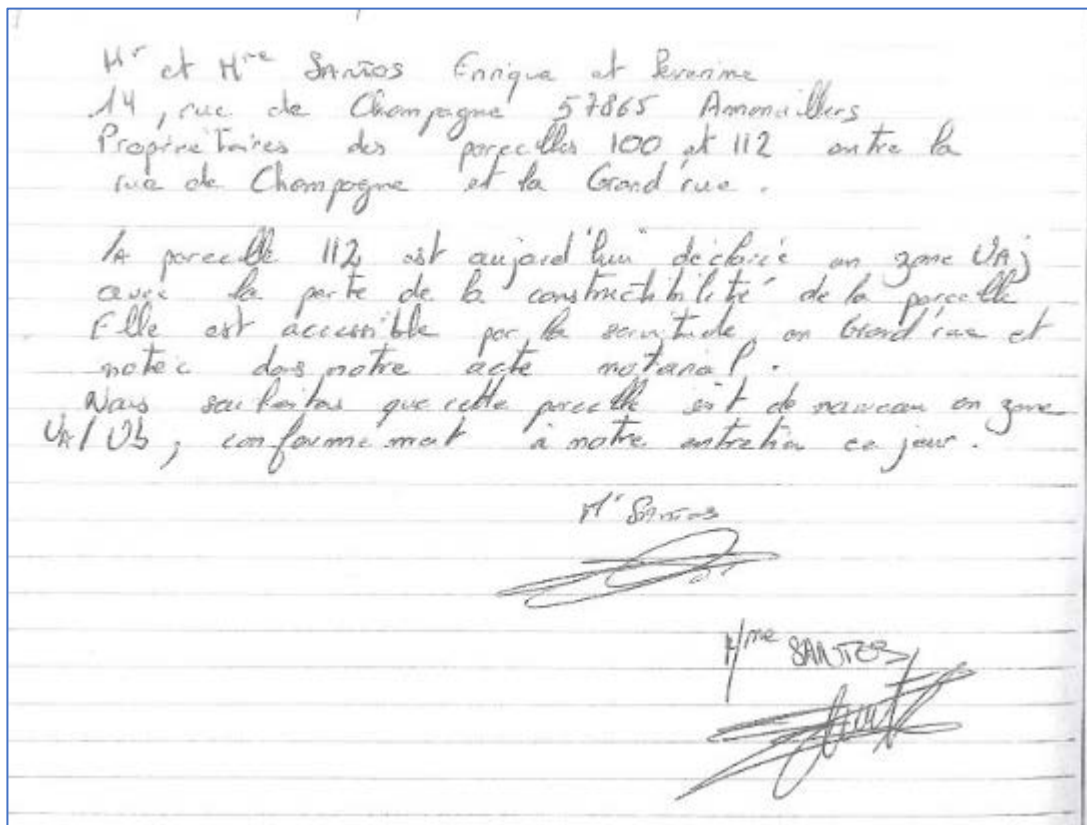 Mr et Mme SANTOS Enrique et Severine
14, rue de Champagne 57865 Amanvillers
Propriétaires des parcelles 100 et 112 entre la
rue de Champagne et la Grand'rue.
LA parcelle 112 est aujourd'hui déclaré en zone UAj
avec la perte de la constructibilité de la parcelle
Elle est accessible par la servitude, en Grand'rue et
notée dans notre acte notarial.
Nous souhaitons que cette parcelle soit de nouveau en zone
UA/Ub, conformement à notre entretien ce jour.
Mr SANTOS
Mme SANTOS